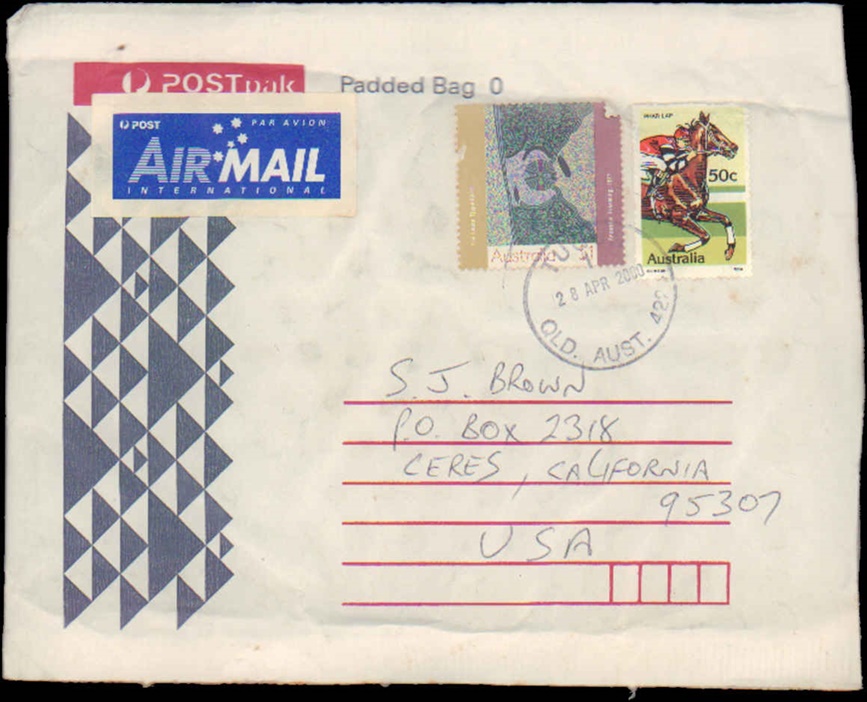 POSTpak
Padded Bag 0
POST PAR AVION
AIR MAIL
INTERNATIONAL
Australia $1
PHAR LAP
50c
Australia
28 APR 2000
QLD. AUST.
S. J. BROWN
P.O. BOX 2318
CERES, CALIFORNIA
95307
USA